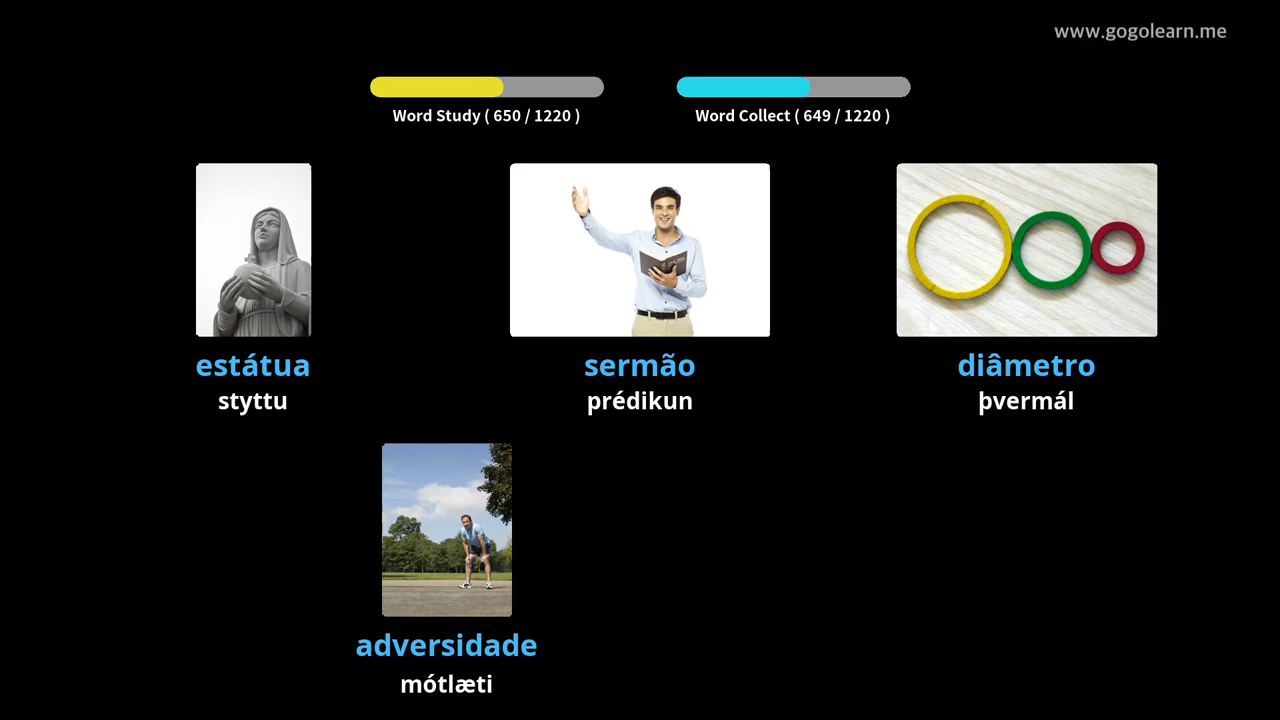 www.gogolearn.me
Word Study ( 650 / 1220 )
Word Collect ( 649 / 1220 )
estátua
styttu
sermão
prédikun
diâmetro
þvermál
adversidade
mótlæti